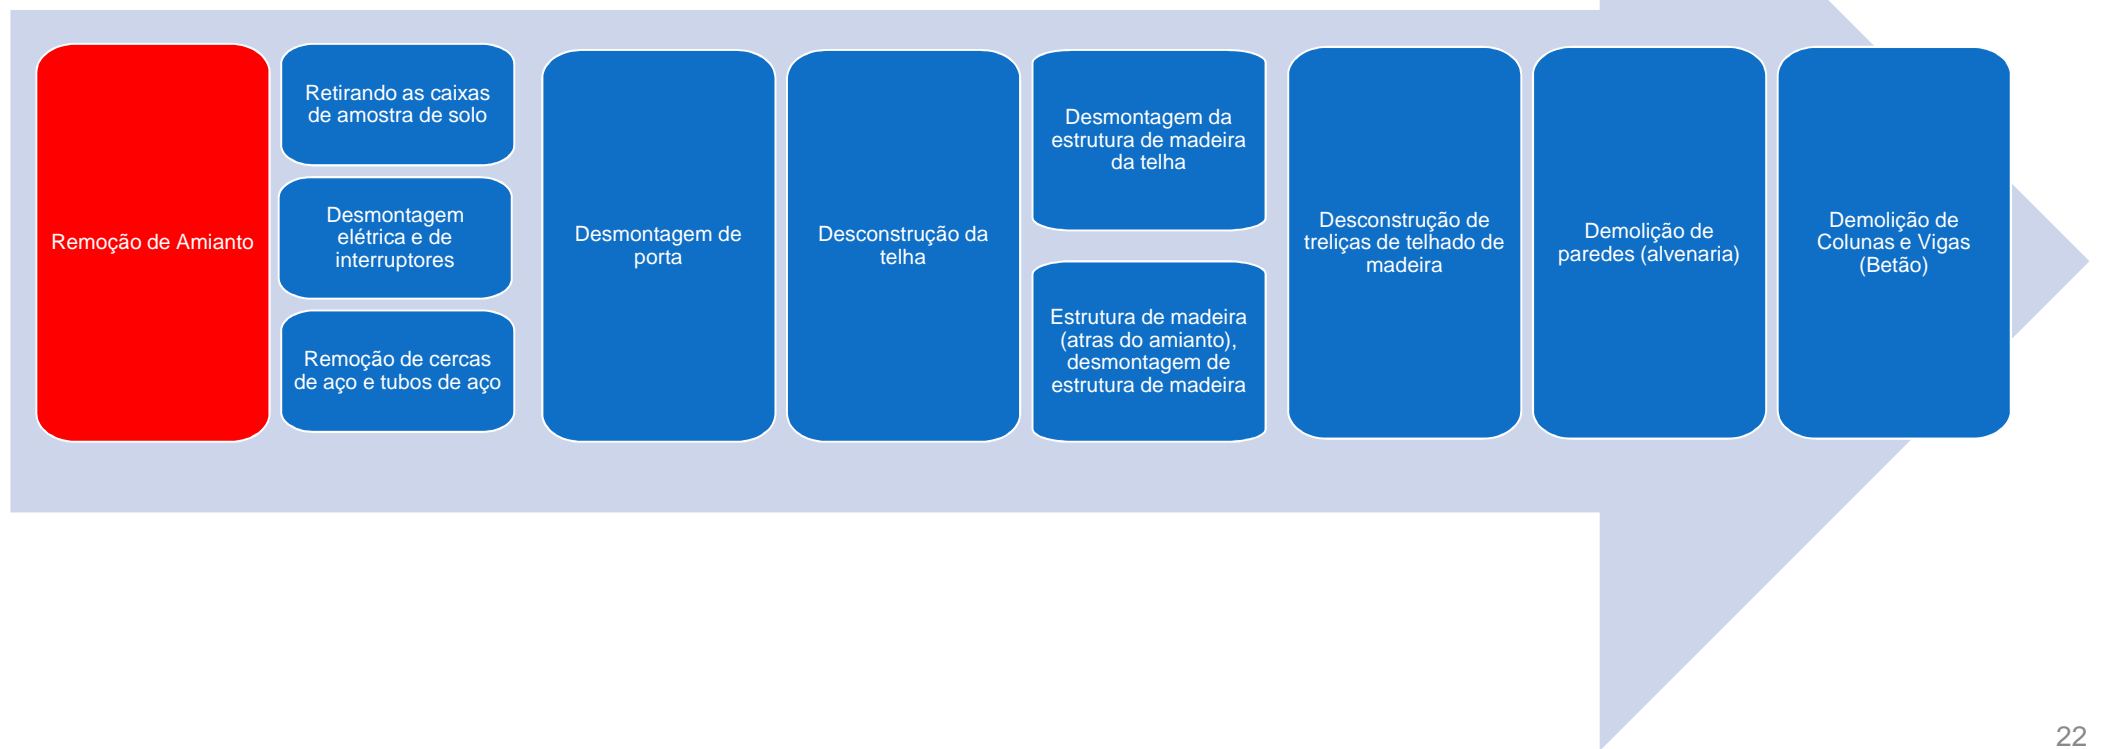 Remoção de Amianto
Retirando as caixas
de amostra de solo
Desmontagem
elétrica e de
interruptores
Remoção de cercas
de aço e tubos de aço
Desmontagem de
porta
Desconstrução da
telha
Desmontagem da
estrutura de madeira
da telha
Estrutura de madeira
(atras do amianto),
desmontagem de
estrutura de madeira
Desconstrução de
treliças de telhado de
madeira
Demolição de
paredes (alvenaria)
Demolição de
Colunas e Vigas
(Betão)
22